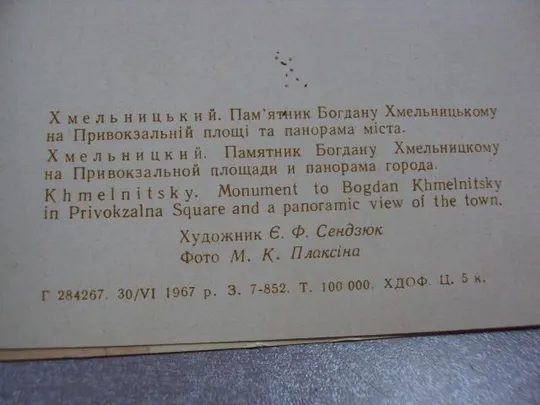 Хмельницький. Пам'ятник Богдану Хмельницькому
на Привокзальній площі та панорама міста.
Хмельницкий. Памятник Богдану Хмельницкому
на Привокзальной площади и панорама города.
Khmelnitsky. Monument to Bogdan Khmelnitsky
in Privokzalna Square and a panoramic view of the town.
Художник Є. Ф. Сендзюк
Фото М. К. Плаксіна
Г 284267. 30/VI 1967 р. З. 7-852. Т. 100 000. ХДОФ. Ц. 5 к.